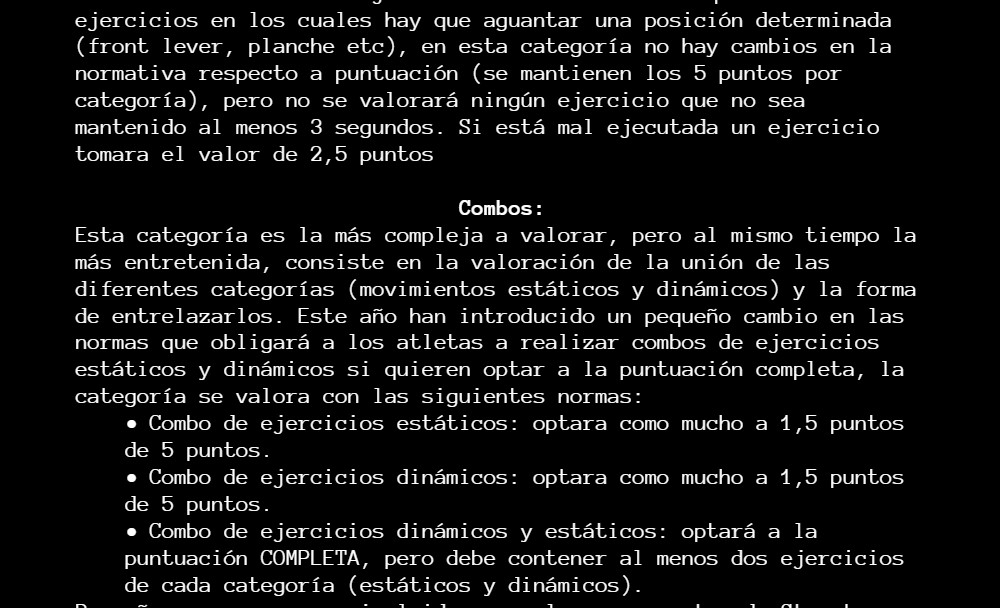 ejercicios en los cuales hay que aguantar una posición determinada
(front lever, planche etc), en esta categoría no hay cambios en la
normativa respecto a puntuación (se mantienen los 5 puntos por
categoría), pero no se valorará ningún ejercicio que no sea
mantenido al menos 3 segundos. Si está mal ejecutada un ejercicio
tomara el valor de 2,5 puntos
Combos:
Esta categoría es la más compleja a valorar, pero al mismo tiempo la
más entretenida, consiste en la valoración de la unión de las
diferentes categorías (movimientos estáticos y dinámicos) y la forma
de entrelazarlos. Este año han introducido un pequeño cambio en las
normas que obligará a los atletas a realizar combos de ejercicios
estáticos y dinámicos si quieren optar a la puntuación completa, la
categoría se valora con las siguientes normas:
• Combo de ejercicios estáticos: optara como mucho a 1,5 puntos
de 5 puntos.
• Combo de ejercicios dinámicos: optara como mucho a 1,5 puntos
de 5 puntos.
• Combo de ejercicios dinámicos y estáticos: optará a la
puntuación COMPLETA, pero debe contener al menos dos ejercicios
de cada categoría (estáticos y dinámicos).